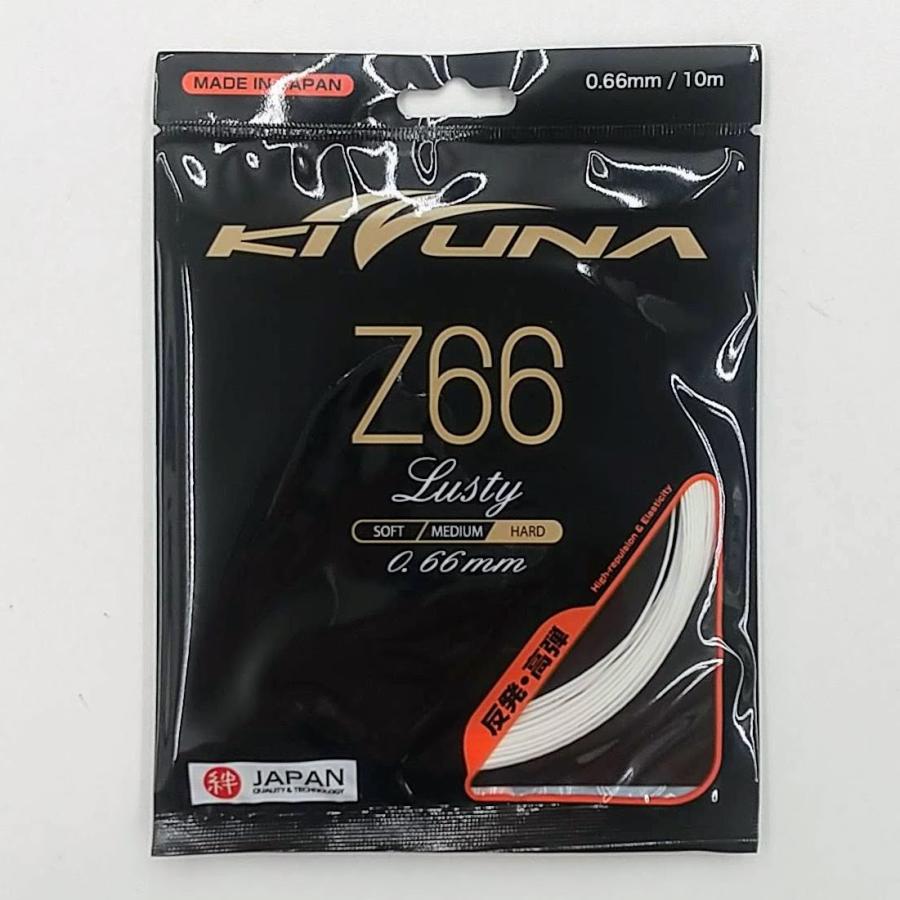 MADE IN JAPAN
0.66mm / 10m
KIZUNA
Z66
Lusty
SOFT / MEDIUM / HARD
0.66mm
High-repulsion & Elasticity
反発・高弾
絆 JAPAN
QUALITY & TECHNOLOGY